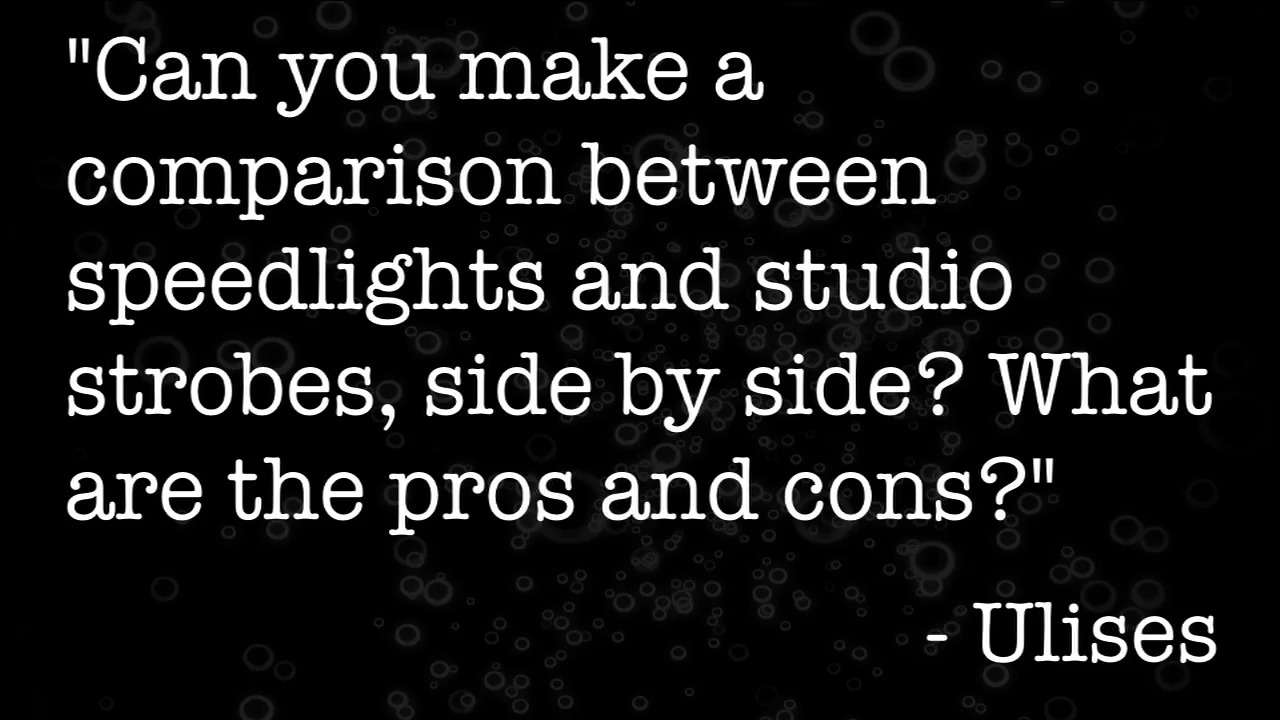 "Can you make a
comparison between
speedlights and studio
strobes, side by side? What
are the pros and cons?"
- Ulises